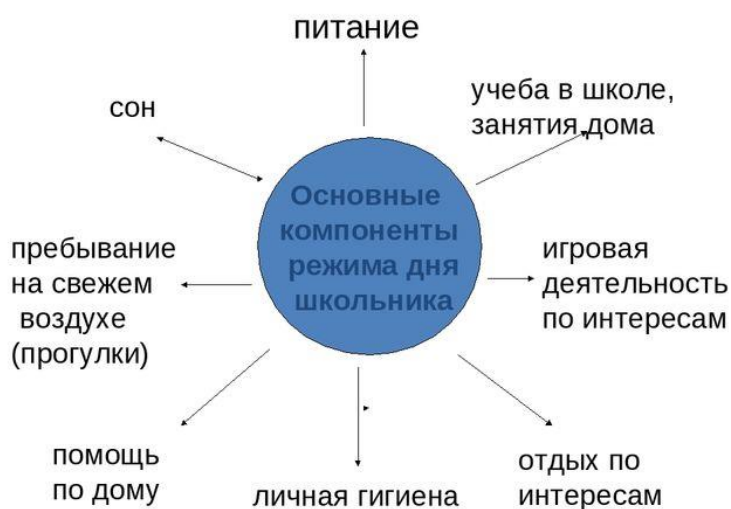 питание
сон
учеба в школе,
занятия дома
Основные
компоненты
режима дня
школьника
пребывание
на свежем
воздухе
(прогулки)
игровая
деятельность
по интересам
помощь
по дому
личная гигиена
отдых по
интересам